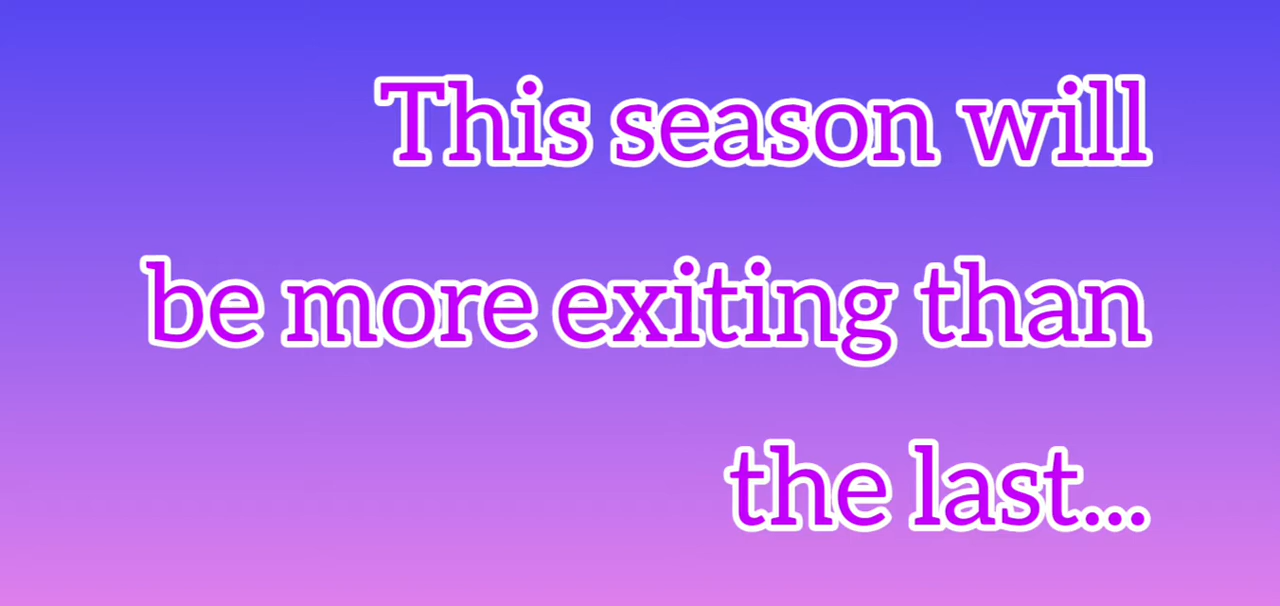 This season will
be more exiting than
the last...